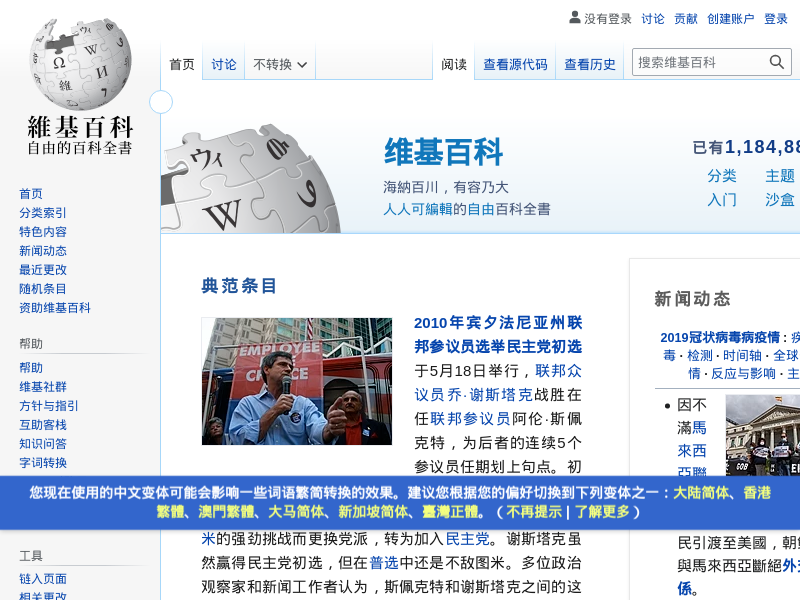 没有登录 讨论 贡献 创建账户 登录
首页 讨论 不转换 阅读 查看源代码 查看历史 搜索维基百科
維基百科
自由的百科全書
首页
分类索引
特色内容
新闻动态
最近更改
随机条目
资助维基百科
帮助
帮助
维基社群
方针与指引
互助客栈
知识问答
字词转换
工具
链入页面
相关更改
维基百科
海納百川，有容乃大
人人可編輯的自由百科全書
已有1,184,88
分类 主题
入门 沙盒
典范条目
EMPLOYEE
2010年宾夕法尼亚州联
邦参议员选举民主党初选
于5月18日举行，联邦众
议员乔·谢斯塔克战胜在
任联邦参议员阿伦·斯佩
克特，为后者的连续5个
参议员任期划上句点。初
米的强劲挑战而更换党派，转为加入民主党。谢斯塔克虽
然赢得民主党初选，但在普选中还是不敌图米。多位政治
观察家和新闻工作者认为，斯佩克特和谢斯塔克之间的这
新闻动态
2019冠状病毒病疫情：疾
毒 · 检测 · 时间轴 · 全球
情 · 反应与影响 · 主
因不
滿馬
來西
亞聯
民引渡至美國，朝鮮
與馬來西亞斷絕外交
係。
您现在使用的中文变体可能会影响一些词语繁简转换的效果。建议您根据您的偏好切换到下列变体之一：大陆简体、香港
繁體、澳門繁體、大马简体、新加坡简体、臺灣正體。（不再提示 | 了解更多）